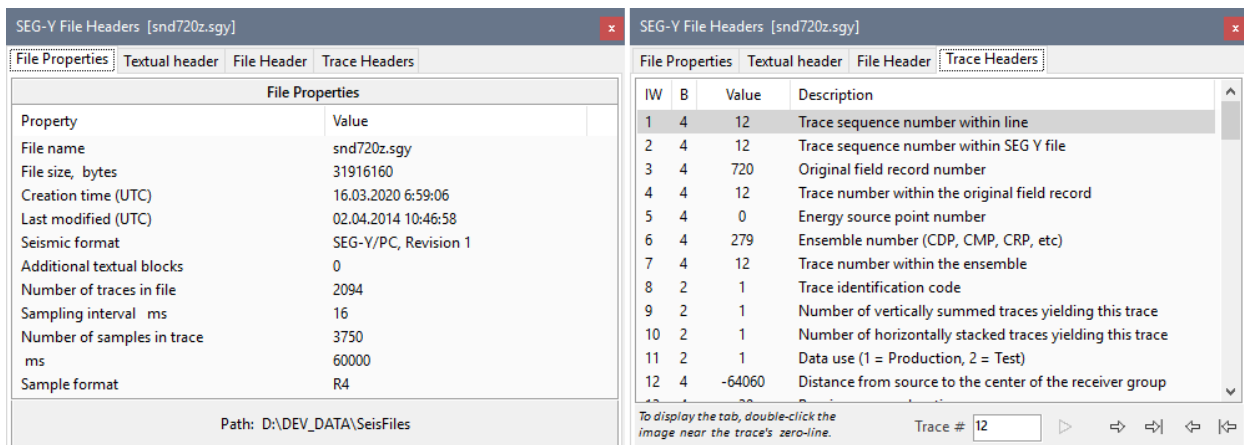 SEG-Y File Headers [snd720z.sgy]
x
File Properties Textual header File Header Trace Headers
File Properties
Property Value
File name snd720z.sgy
File size, bytes 31916160
Creation time (UTC) 16.03.2020 6:59:06
Last modified (UTC) 02.04.2014 10:46:58
Seismic format SEG-Y/PC, Revision 1
Additional textual blocks 0
Number of traces in file 2094
Sampling interval ms 16
Number of samples in trace 3750
ms 60000
Sample format R4
Path: D:\DEV_DATA\SeisFiles
SEG-Y File Headers [snd720z.sgy]
x
File Properties Textual header File Header Trace Headers
IW B Value Description
1 4 12 Trace sequence number within line
2 4 12 Trace sequence number within SEG Y file
3 4 720 Original field record number
4 4 12 Trace number within the original field record
5 4 0 Energy source point number
6 4 279 Ensemble number (CDP, CMP, CRP, etc)
7 4 12 Trace number within the ensemble
8 2 1 Trace identification code
9 2 1 Number of vertically summed traces yielding this trace
10 2 1 Number of horizontally stacked traces yielding this trace
11 2 1 Data use (1 = Production, 2 = Test)
12 4 -64060 Distance from source to the center of the receiver group
To display the tab, double-click the
image near the trace's zero-line.
Trace # 12